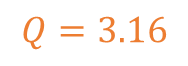 Q = 3.16